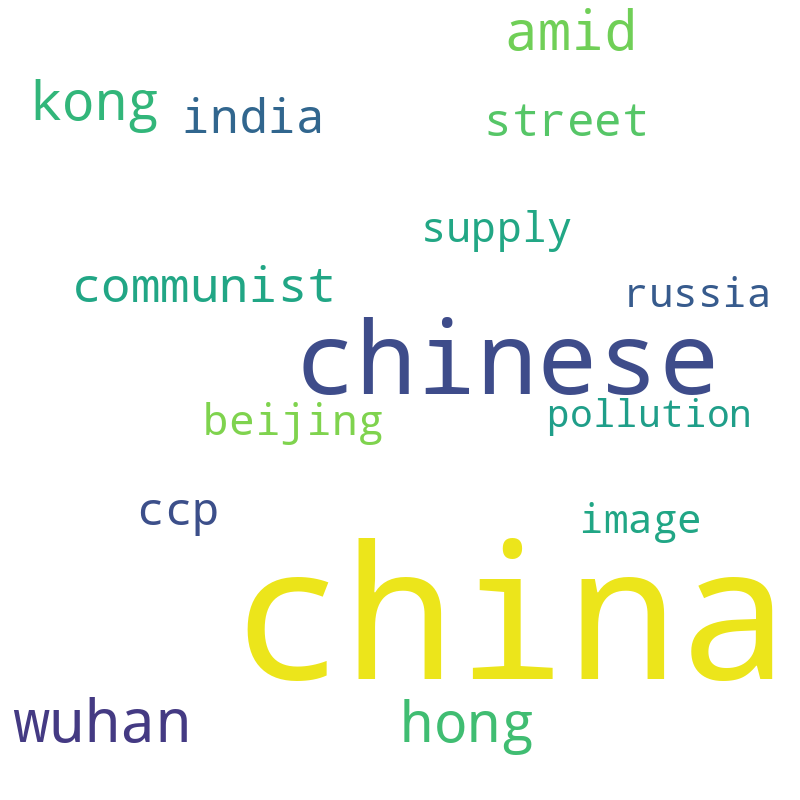 amid
kong india street
supply
communist russia
chinese
beijing pollution
ccp image
china
wuhan hong